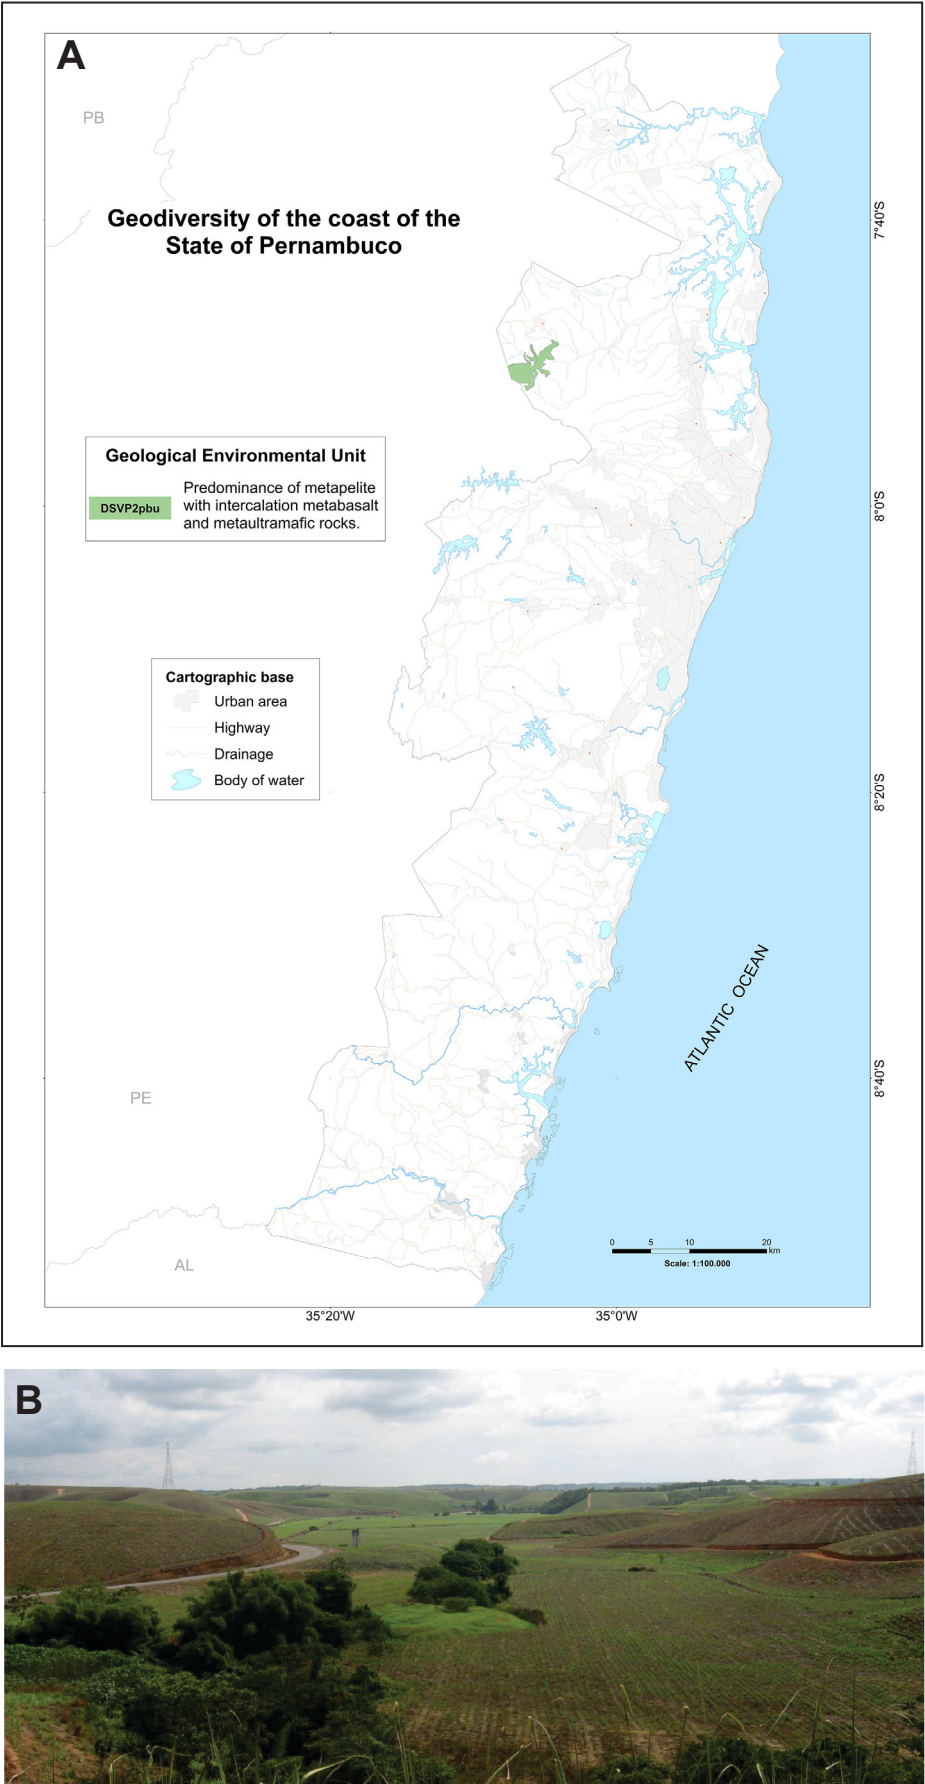 A
PB
Geodiversity of the coast of the
State of Pernambuco
7°40'S
Geological Environmental Unit
DSVP2pbu
Predominance of metapelite
with intercalation metabasalt
and metaultramafic rocks.
8°0'S
Cartographic base
Urban area
Highway
Drainage
Body of water
8°20'S
ATLANTIC OCEAN
8°40'S
PE
AL
0 5 10 20
km
Scale: 1:100.000
35°20'W 35°0'W
B